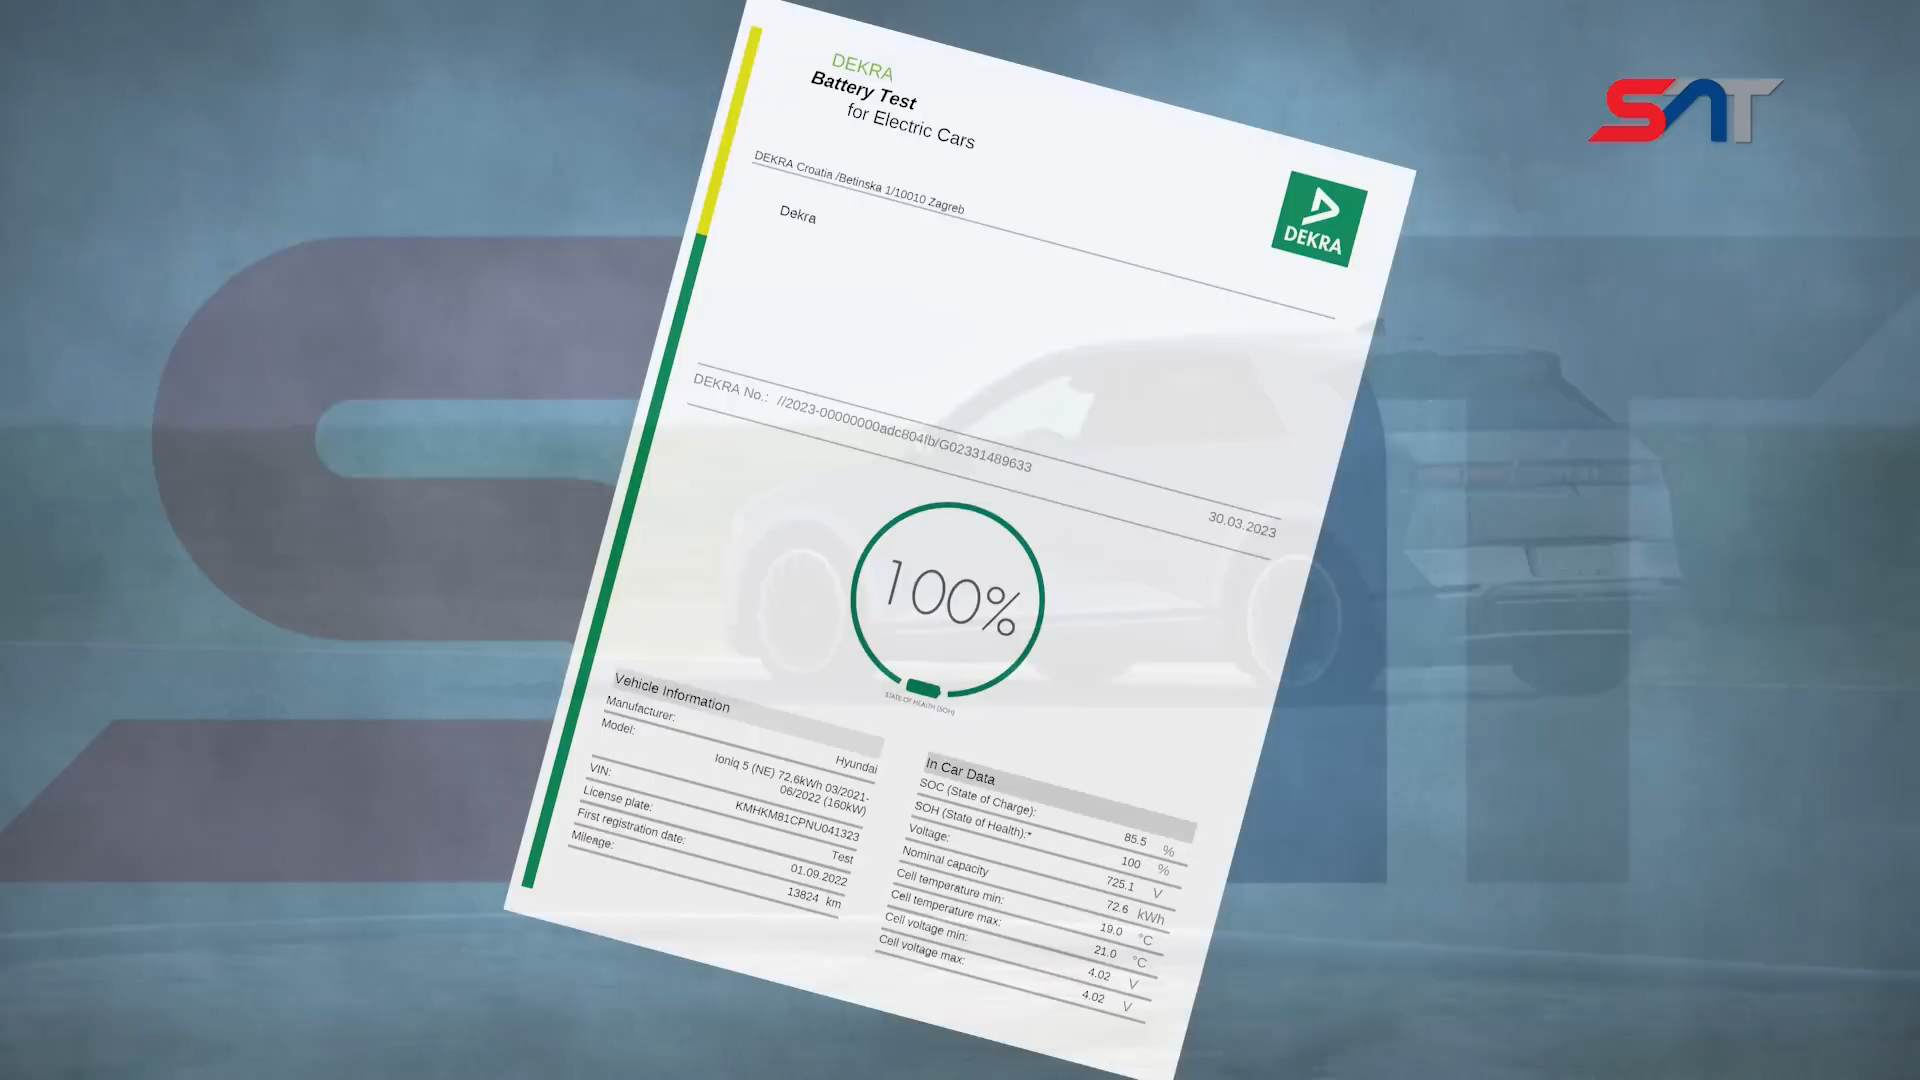 SAT
DEKRA
Battery Test
for Electric Cars
DEKRA Croatia /Betinska 1/10010 Zagreb
DEKRA
Dekra
DEKRA No.: //2023-00000000adc804fb/G02331489633
30.03.2023
100%
STATE OF HEALTH (SOH)
Vehicle Information
Manufacturer: Hyundai
Model: Ioniq 5 (NE) 72,6kWh 03/2021-
06/2022 (160kW)
VIN: KMHKM81CPNU041323
License plate: Test
First registration date: 01.09.2022
Mileage: 13824 km
In Car Data
SOC (State of Charge): 85.5 %
SOH (State of Health):* 100 %
Voltage: 725.1 V
Nominal capacity 72.6 kWh
Cell temperature min: 19.0 °C
Cell temperature max: 21.0 °C
Cell voltage min: 4.02 V
Cell voltage max: 4.02 V